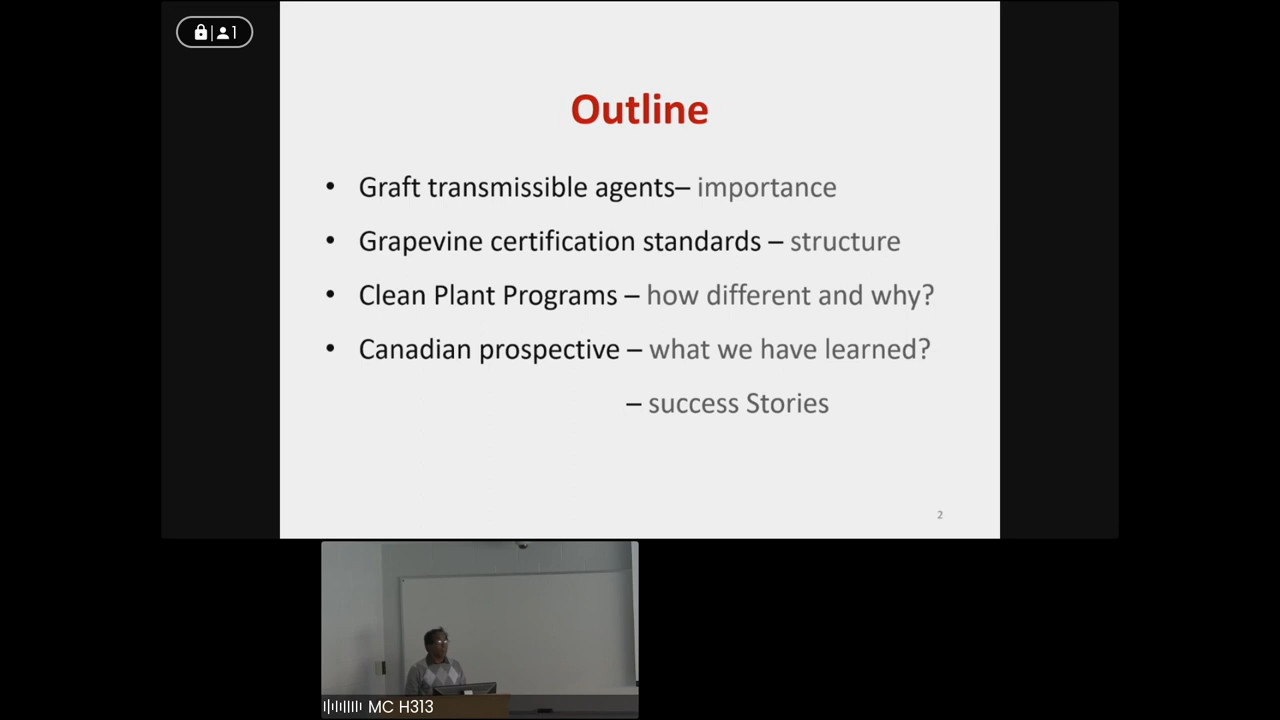 1
Outline
• Graft transmissible agents– importance
• Grapevine certification standards – structure
• Clean Plant Programs – how different and why?
• Canadian prospective – what we have learned?
– success Stories
2
MC H313